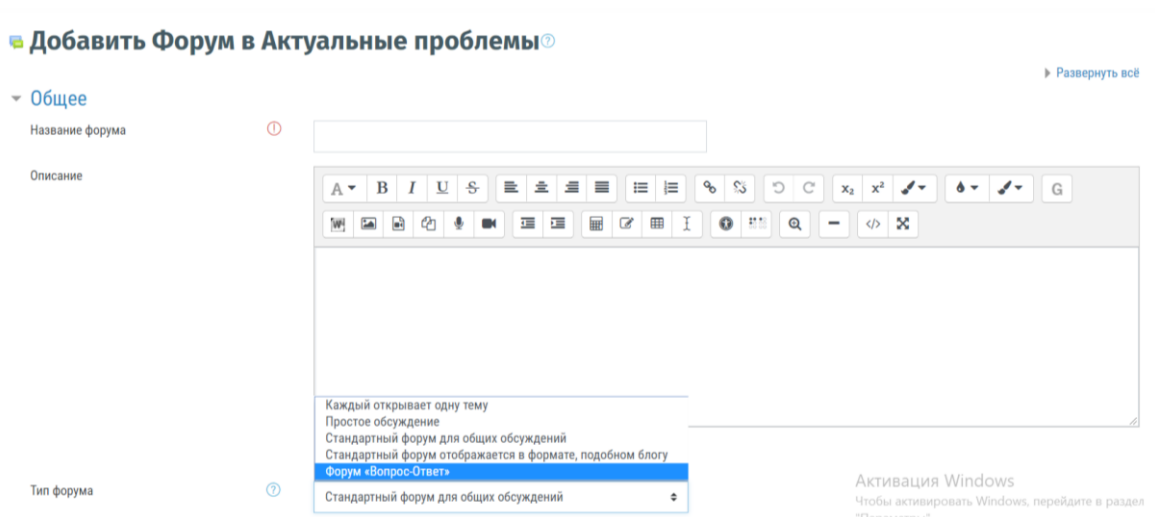 Добавить Форум в Актуальные проблемы
Развернуть всё
Общее
Название форума
Описание
Каждый открывает одну тему
Простое обсуждение
Стандартный форум для общих обсуждений
Стандартный форум отображается в формате, подобном блогу
Форум «Вопрос-Ответ»
Тип форума
Стандартный форум для общих обсуждений
Активация Windows
Чтобы активировать Windows, перейдите в раздел
"Параметры"